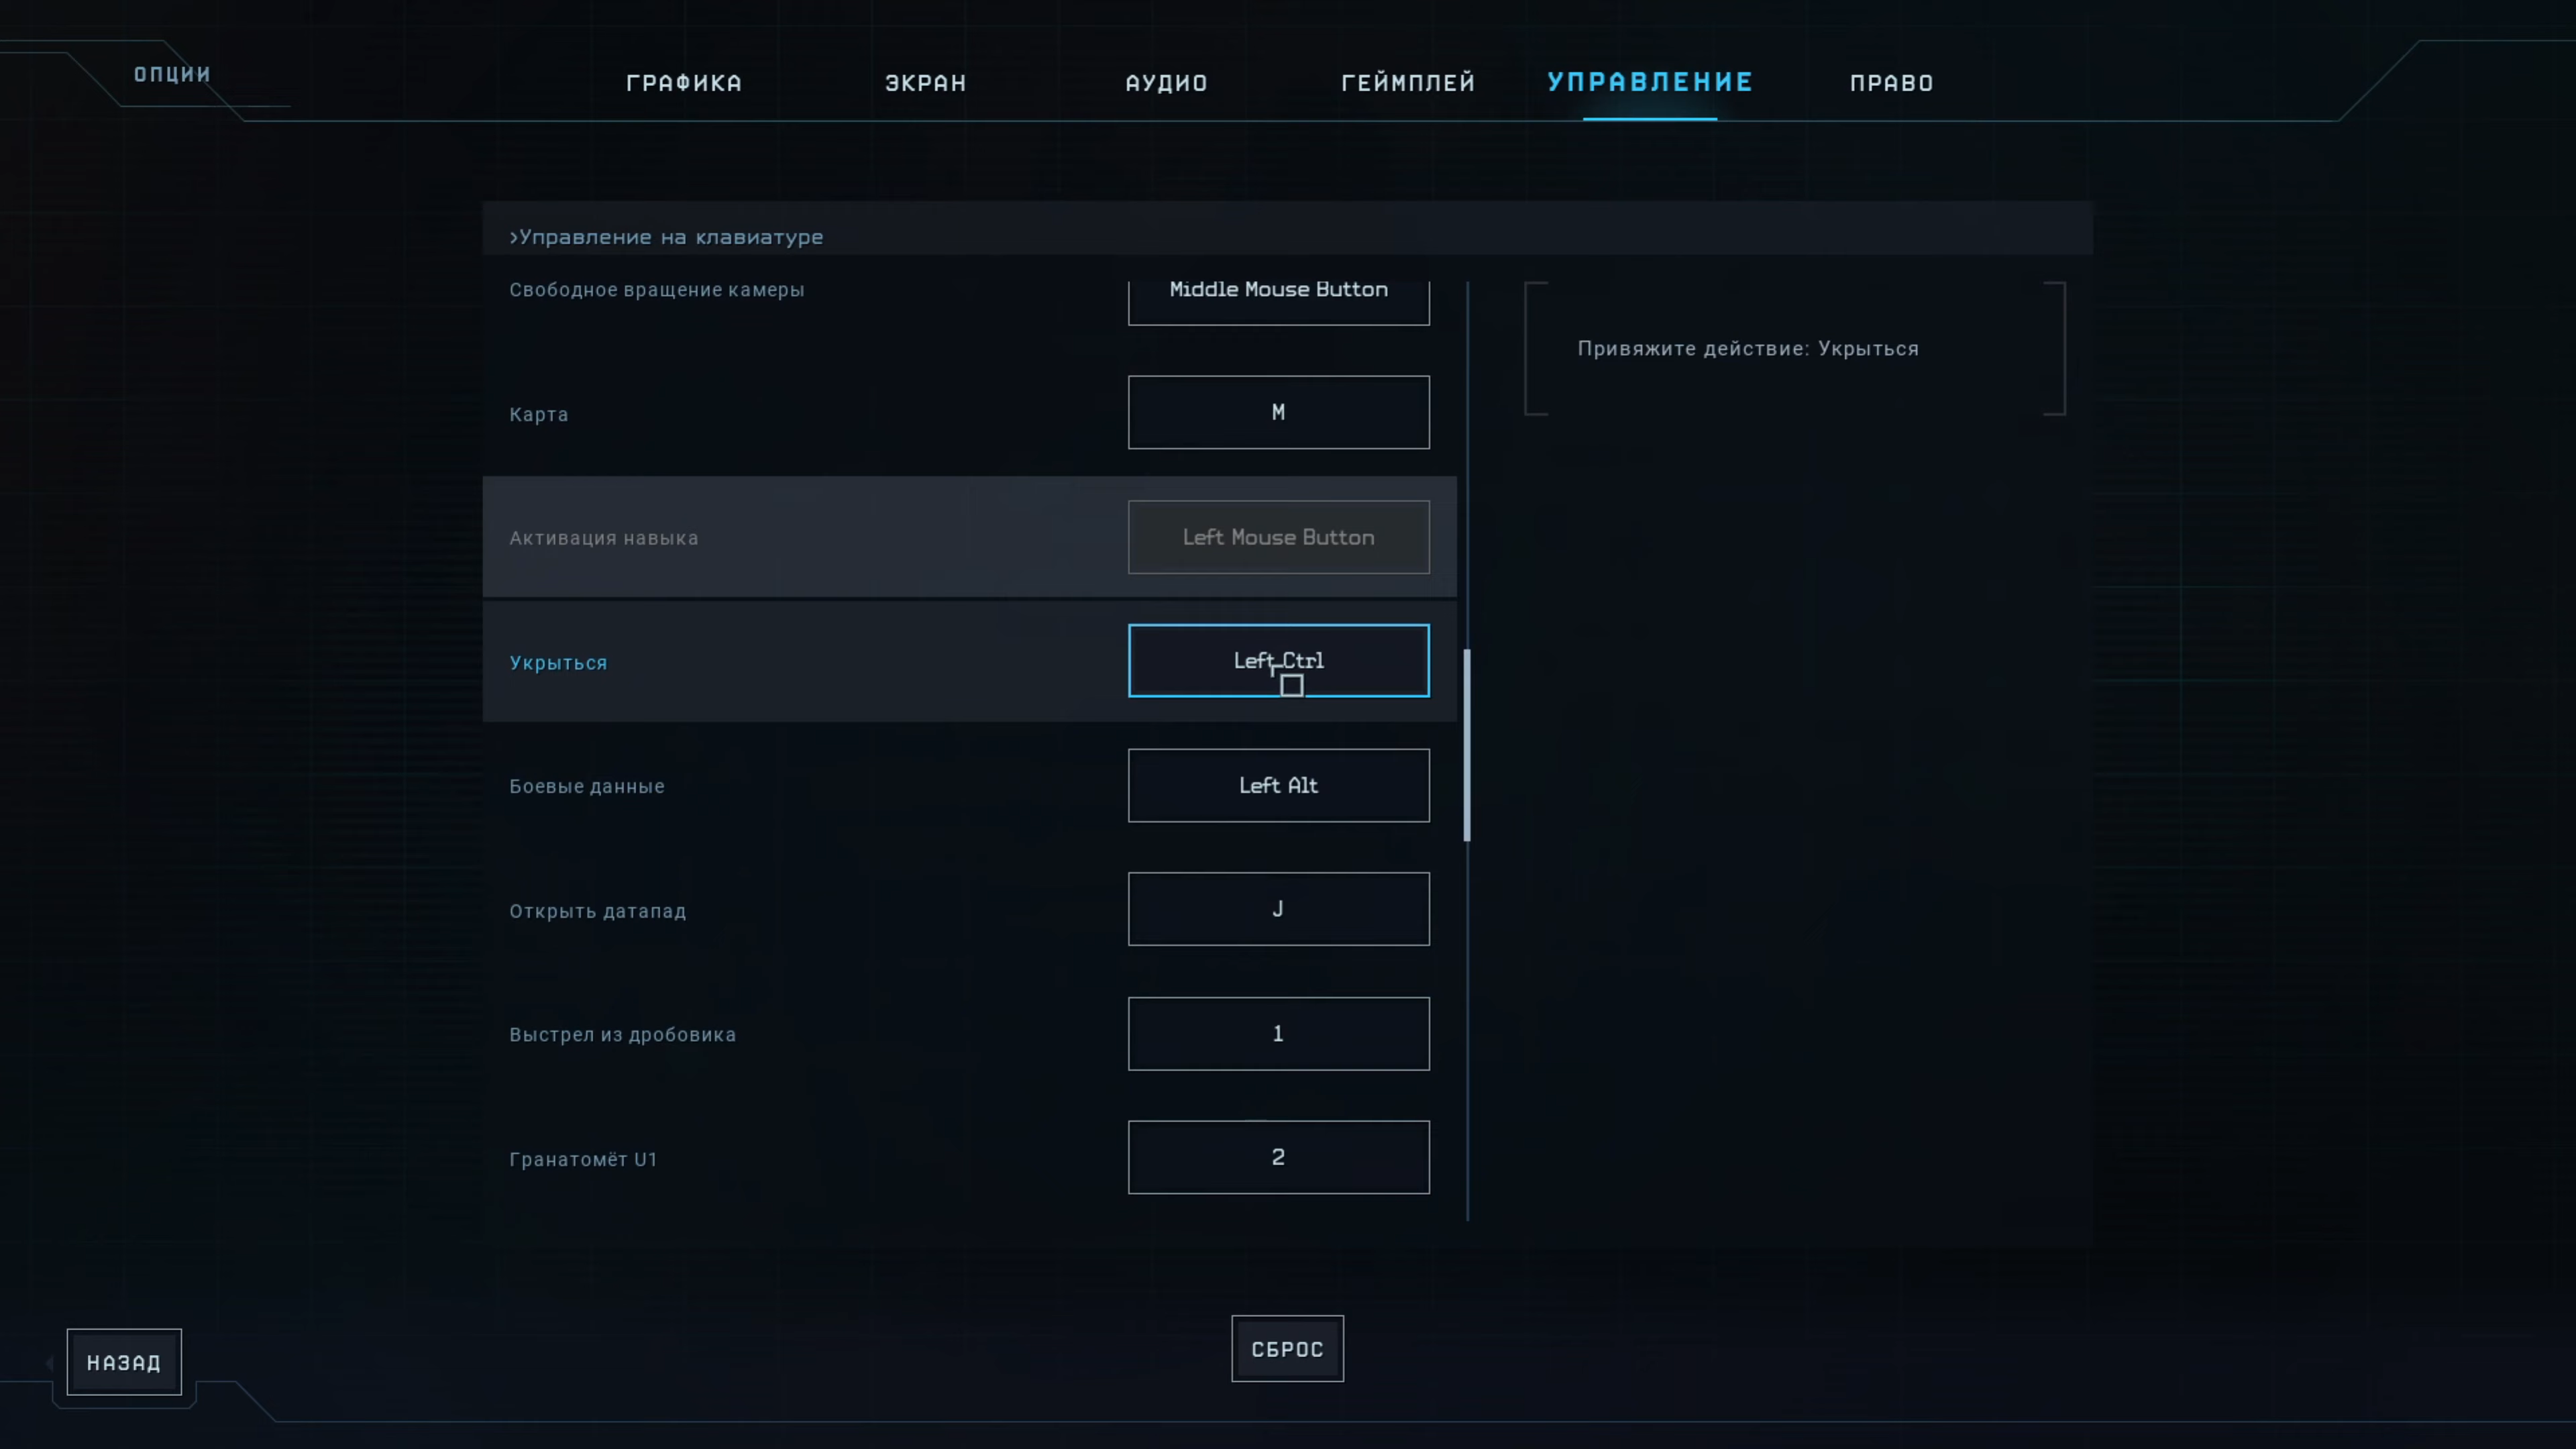 ОПЦИИ
ГРАФИКА
ЭКРАН
АУДИО
ГЕЙМПЛЕЙ
УПРАВЛЕНИЕ
ПРАВО
›Управление на клавиатуре
Свободное вращение камеры
Middle Mouse Button
Привяжите действие: Укрыться
Карта
M
Активация навыка
Left Mouse Button
Укрыться
Left Ctrl
Боевые данные
Left Alt
Открыть датапад
J
Выстрел из дробовика
1
Гранатомёт U1
2
НАЗАД
СБРОС